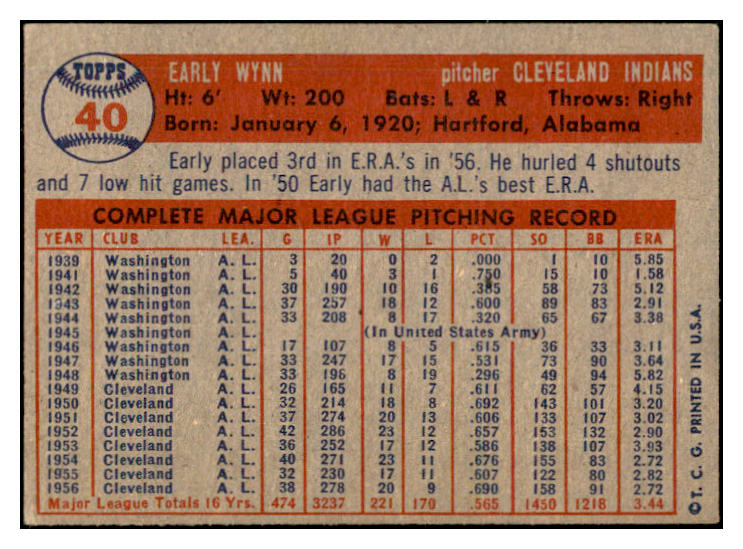 TOPPS
40
EARLY WYNN pitcher CLEVELAND INDIANS
Ht: 6' Wt: 200 Bats: L & R Throws: Right
Born: January 6, 1920; Hartford, Alabama
Early placed 3rd in E.R.A.'s in '56. He hurled 4 shutouts
and 7 low hit games. In '50 Early had the A.L.'s best E.R.A.
COMPLETE MAJOR LEAGUE PITCHING RECORD
YEAR CLUB LEA. G IP W L PCT SO BB ERA
1939 Washington A. L. 3 20 0 2 .000 1 10 5.85
1941 Washington A. L. 5 40 3 1 .750 15 10 1.58
1942 Washington A. L. 30 190 10 16 .385 58 73 5.12
1943 Washington A. L. 37 257 18 12 .600 89 83 2.91
1944 Washington A. L. 33 208 8 17 .320 65 67 3.38
1945 Washington A. L. (In United States Army)
1946 Washington A. L. 17 107 8 5 .615 36 33 3.11
1947 Washington A. L. 33 247 17 15 .531 73 90 3.64
1948 Washington A. L. 33 198 8 19 .296 49 94 5.82
1949 Cleveland A. L. 26 165 11 7 .611 62 57 4.15
1950 Cleveland A. L. 32 214 18 8 .692 143 101 3.20
1951 Cleveland A. L. 37 274 20 13 .606 133 107 3.02
1952 Cleveland A. L. 42 286 23 12 .657 153 132 2.90
1953 Cleveland A. L. 36 252 17 12 .586 138 107 3.93
1954 Cleveland A. L. 40 271 23 11 .676 155 83 2.72
1955 Cleveland A. L. 32 230 17 11 .607 122 80 2.82
1956 Cleveland A. L. 38 278 20 9 .690 158 91 2.72
Major League Totals 16 Yrs. 474 3237 221 170 .565 1450 1218 3.44
© T. C. G. PRINTED IN U.S.A.